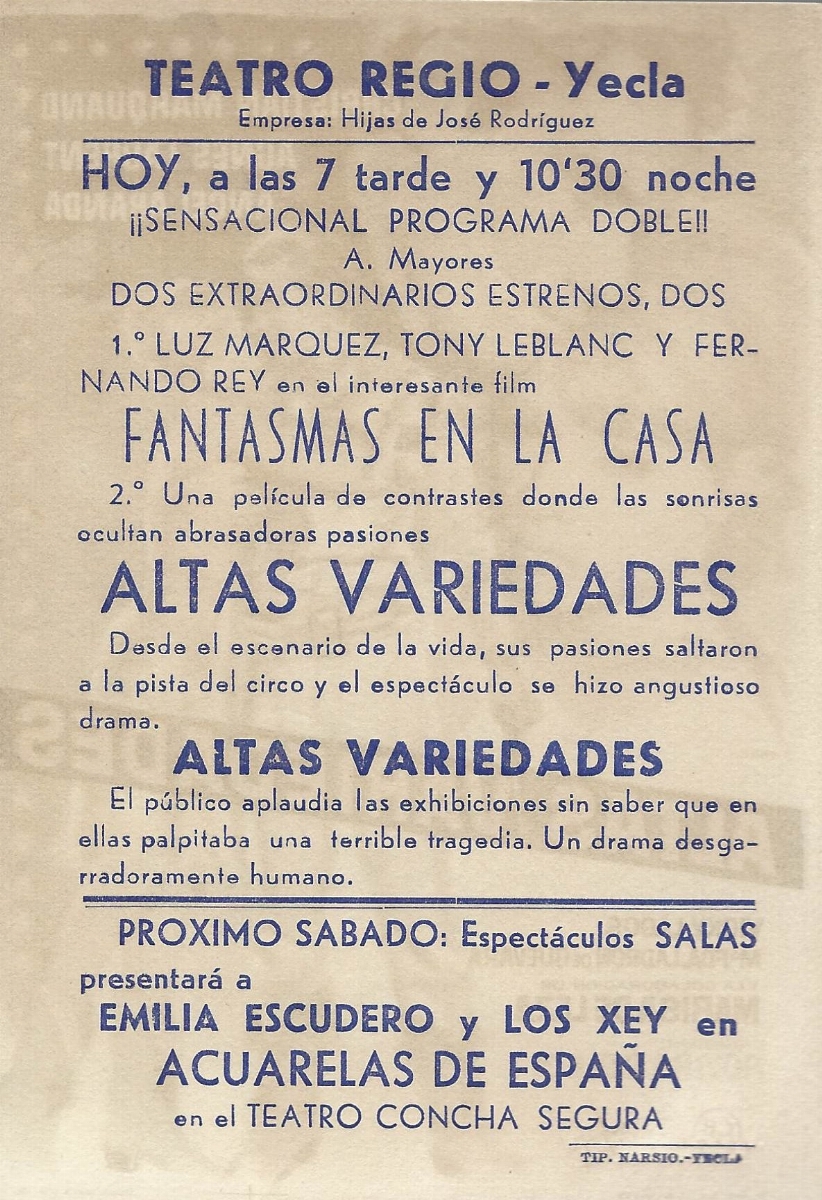 TEATRO REGIO - Yecla
Empresa: Hijas de José Rodríguez
HOY, a las 7 tarde y 10'30 noche
¡¡SENSACIONAL PROGRAMA DOBLE!!
A. Mayores
DOS EXTRAORDINARIOS ESTRENOS, DOS
1.º LUZ MARQUEZ, TONY LEBLANC Y FER-
NANDO REY en el interesante film
FANTASMAS EN LA CASA
2.º Una película de contrastes donde las sonrisas
ocultan abrasadoras pasiones
ALTAS VARIEDADES
Desde el escenario de la vida, sus pasiones saltaron
a la pista del circo y el espectáculo se hizo angustioso
drama.
ALTAS VARIEDADES
El público aplaudia las exhibiciones sin saber que en
ellas palpitaba una terrible tragedia. Un drama desga-
rradoramente humano.
PROXIMO SABADO: Espectáculos SALAS
presentará a
EMILIA ESCUDERO y LOS XEY en
ACUARELAS DE ESPAÑA
en el TEATRO CONCHA SEGURA
TIP. NARSIO.-YECLA